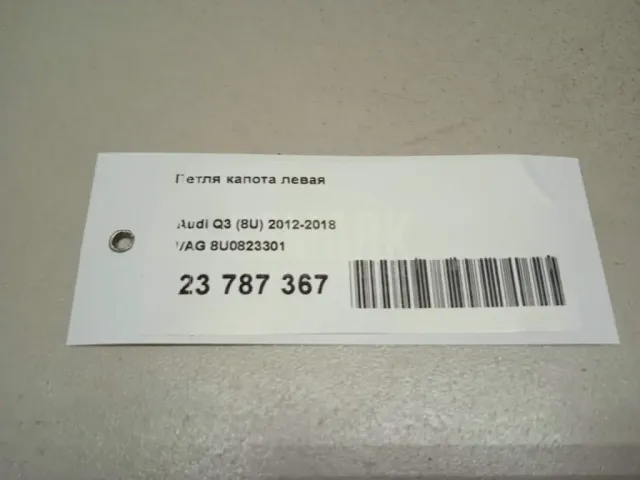 Петля капота левая
Audi Q3 (8U) 2012-2018
VAG 8U0823301
23 787 367